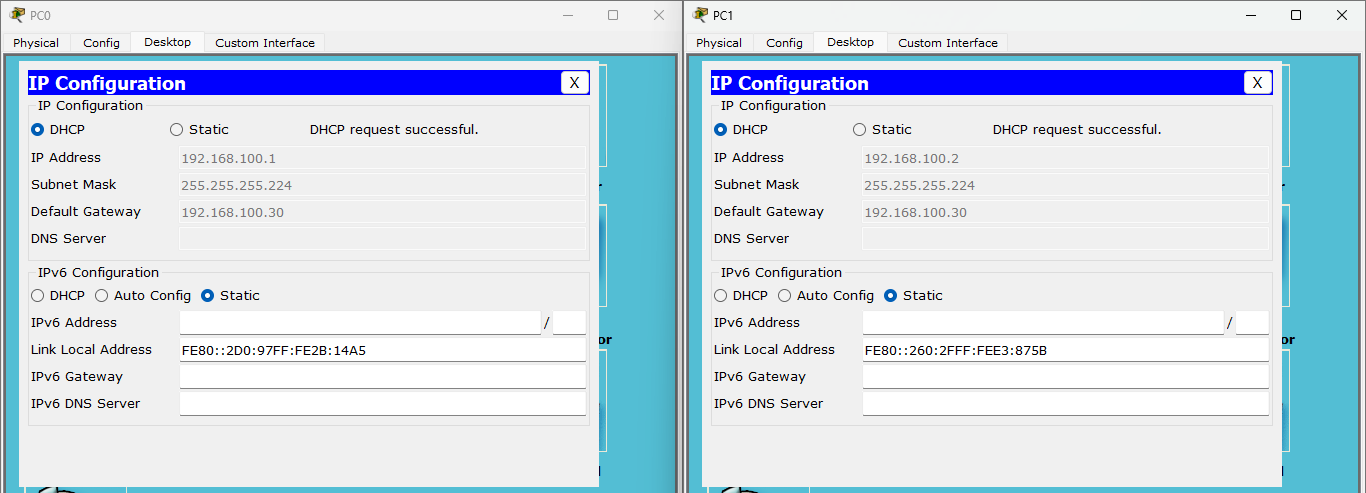 PC0
Physical Config Desktop Custom Interface
IP Configuration X
IP Configuration
DHCP Static DHCP request successful.
IP Address 192.168.100.1
Subnet Mask 255.255.255.224
Default Gateway 192.168.100.30
DNS Server
IPv6 Configuration
DHCP Auto Config Static
IPv6 Address /
Link Local Address FE80::2D0:97FF:FE2B:14A5
IPv6 Gateway
IPv6 DNS Server
PC1
Physical Config Desktop Custom Interface
IP Configuration X
IP Configuration
DHCP Static DHCP request successful.
IP Address 192.168.100.2
Subnet Mask 255.255.255.224
Default Gateway 192.168.100.30
DNS Server
IPv6 Configuration
DHCP Auto Config Static
IPv6 Address /
or
Link Local Address FE80::260:2FFF:FEE3:875B
IPv6 Gateway
IPv6 DNS Server